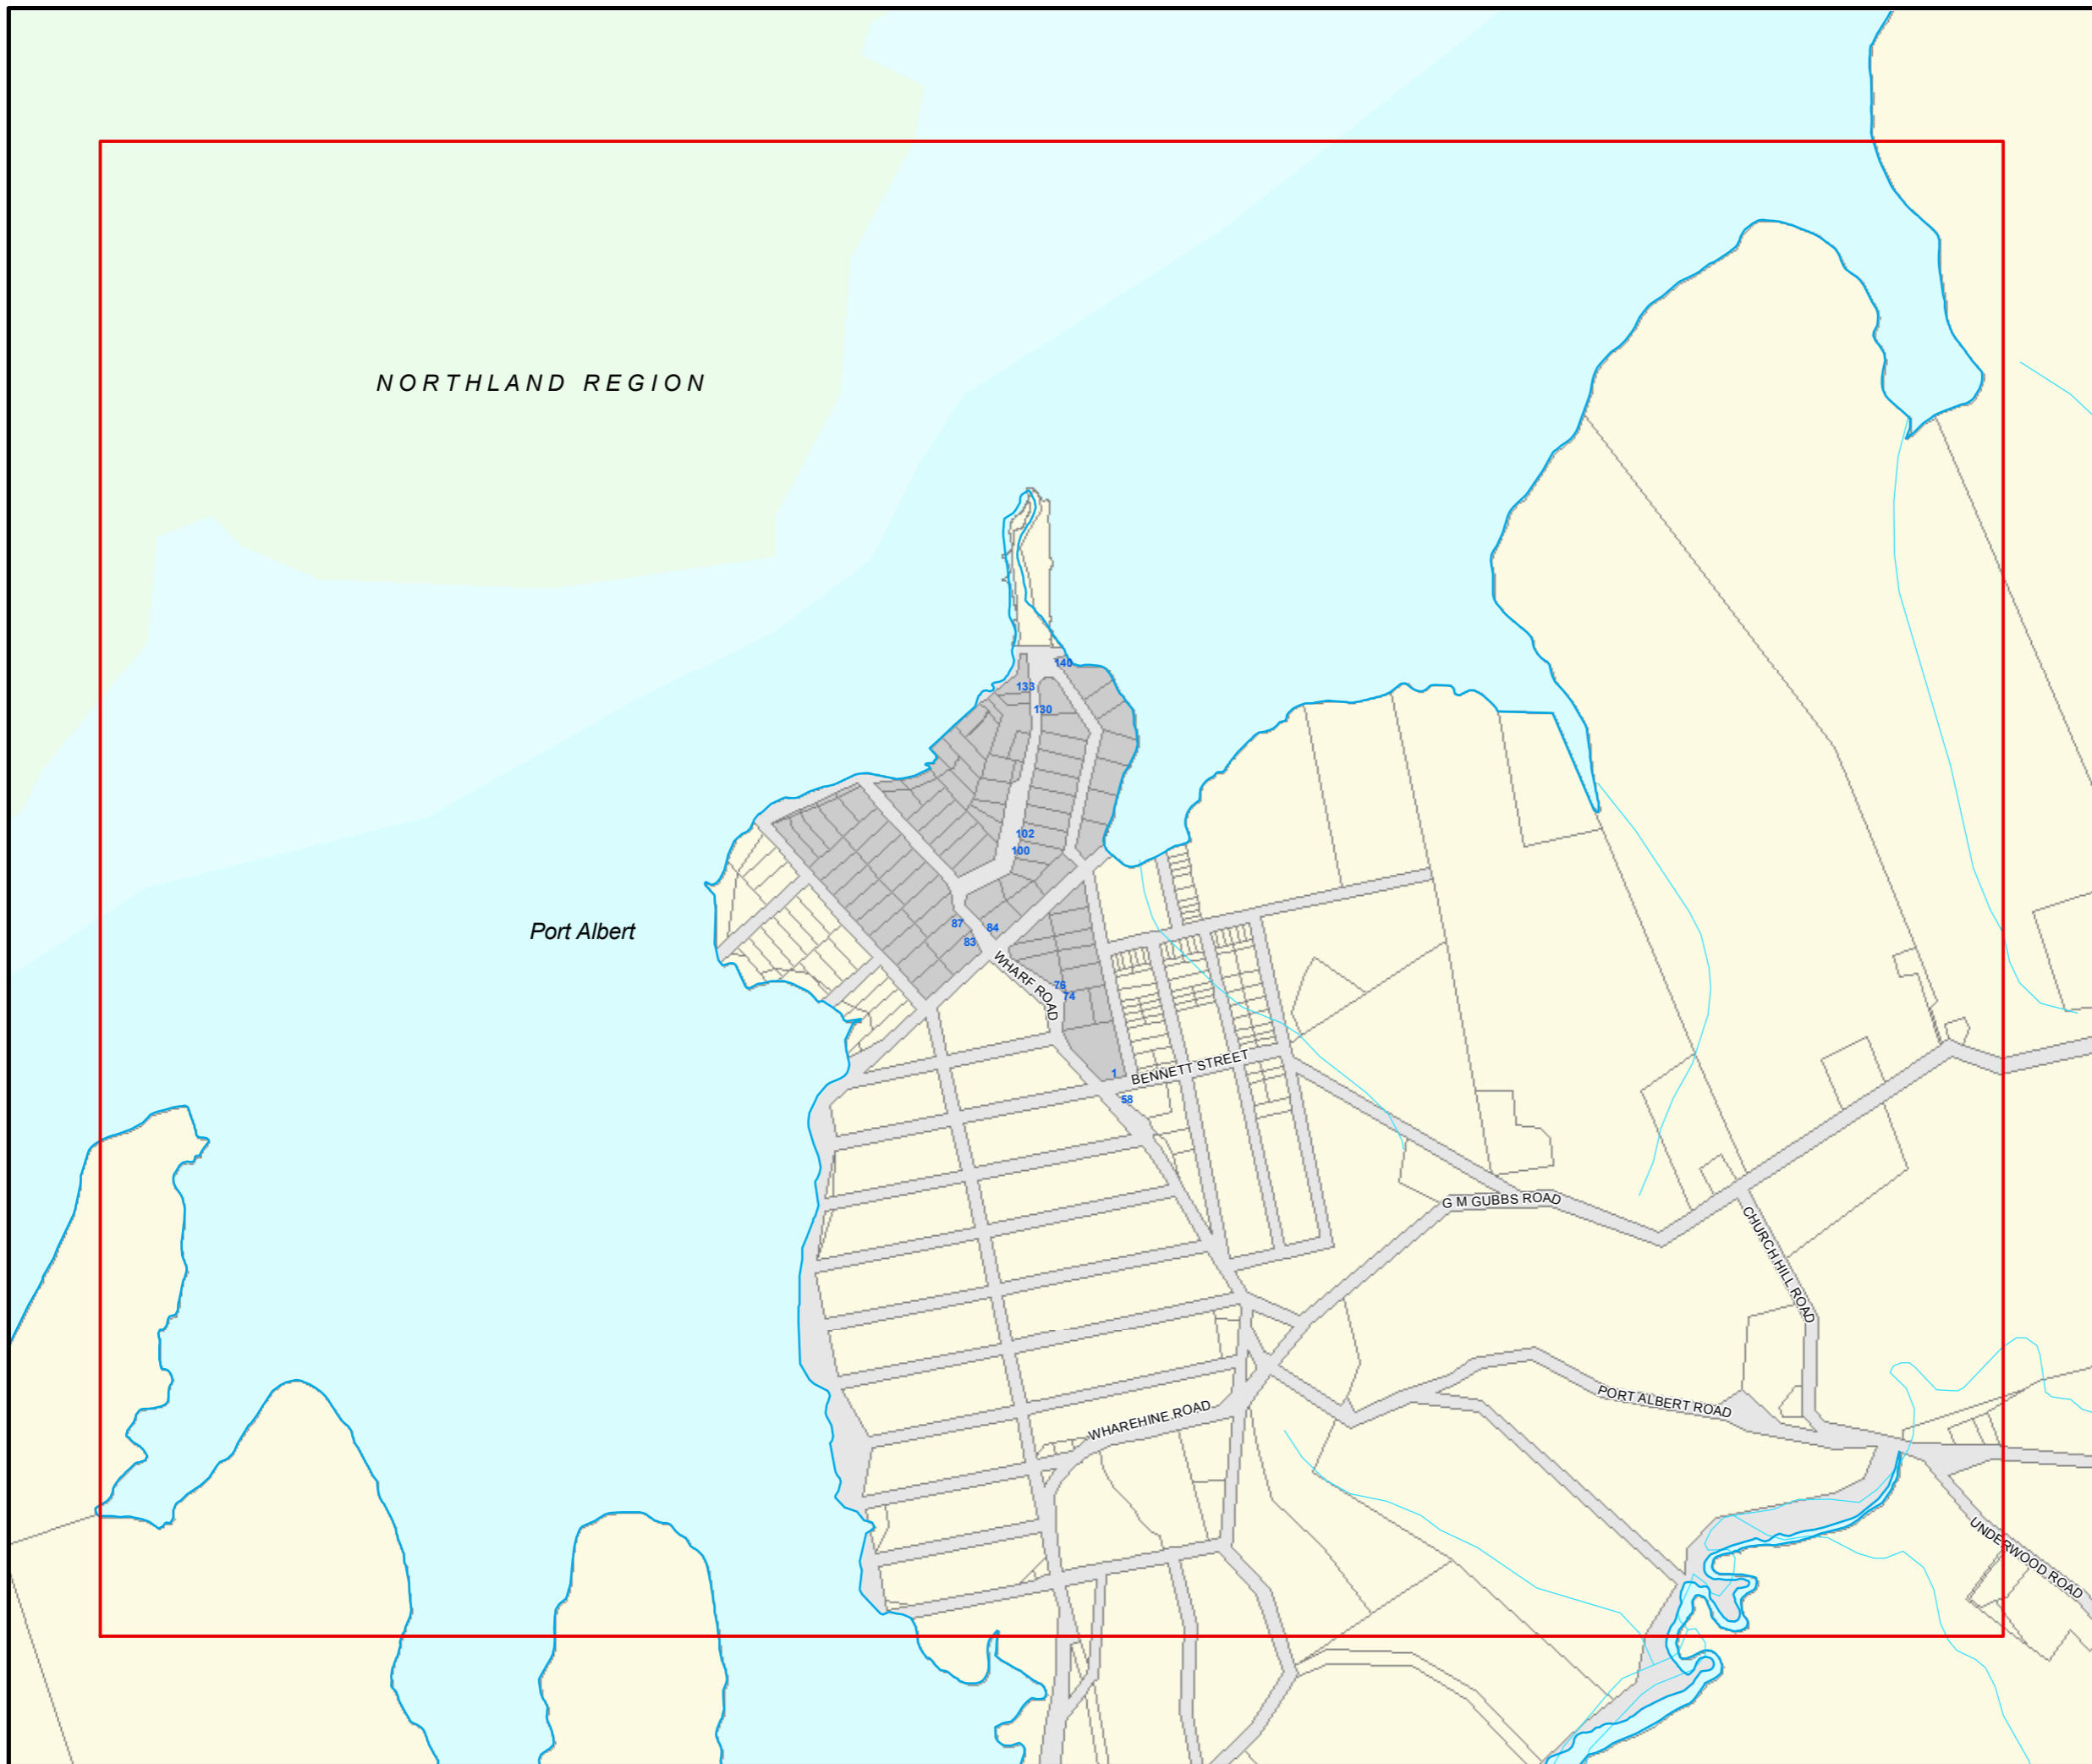 NORTHLAND REGION
140
133
130
102
100
87
84
83
Port Albert
WHARF ROAD
76
74
BENNETT STREET
1
58
G M GUBBS ROAD
CHURCH HILL ROAD
PORT ALBERT ROAD
WHAREHINE ROAD
UNDERWOOD ROAD